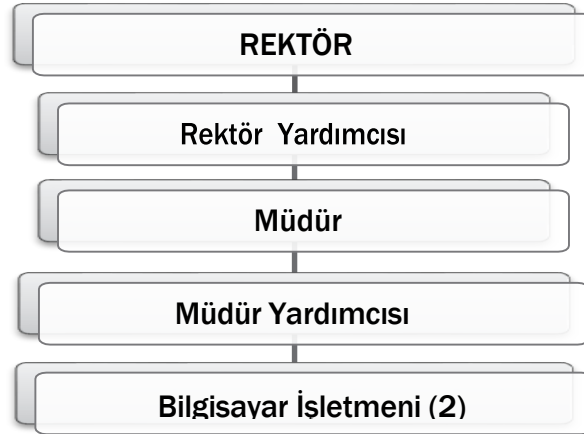 REKTÖR
Rektör Yardımcısı
Müdür
Müdür Yardımcısı
Bilgisayar İşletmeni (2)